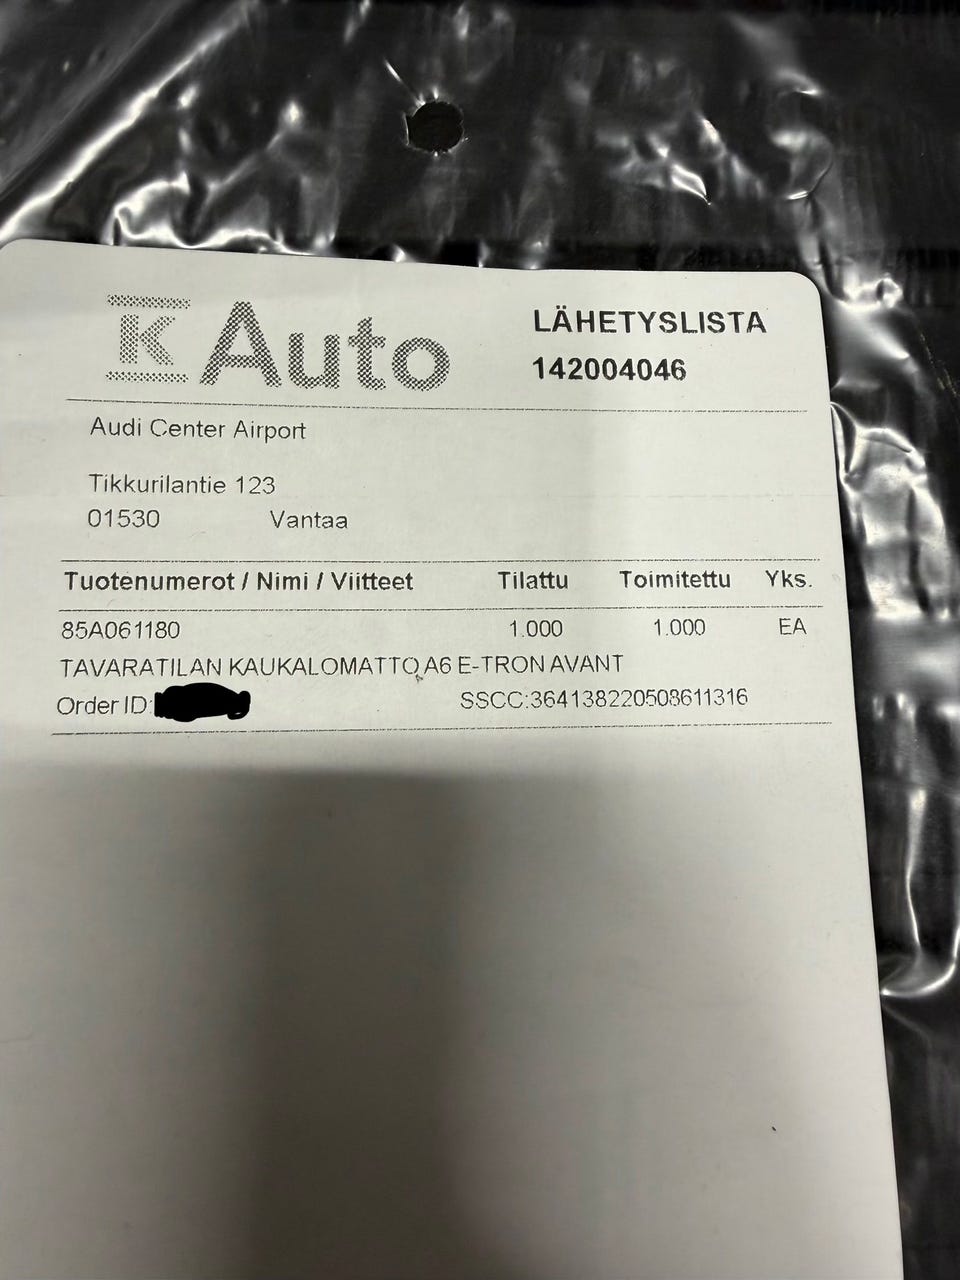 K Auto
LÄHETYSLISTA
142004046
Audi Center Airport
Tikkurilantie 123
01530 Vantaa
Tuotenumerot / Nimi / Viitteet Tilattu Toimitettu Yks.
85A061180 1.000 1.000 EA
TAVARATILAN KAUKALOMATTO A6 E-TRON AVANT
Order ID: SSCC:364138220508611316